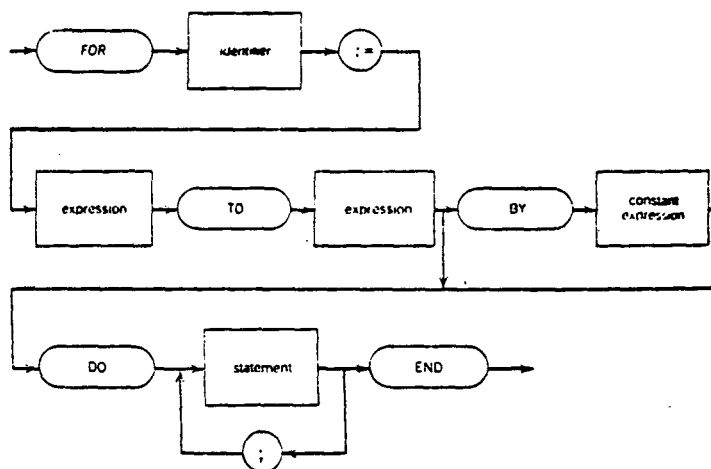 FOR
identifier
:=
expression
TO
expression
BY
constant
expression
DO
statement
END
;